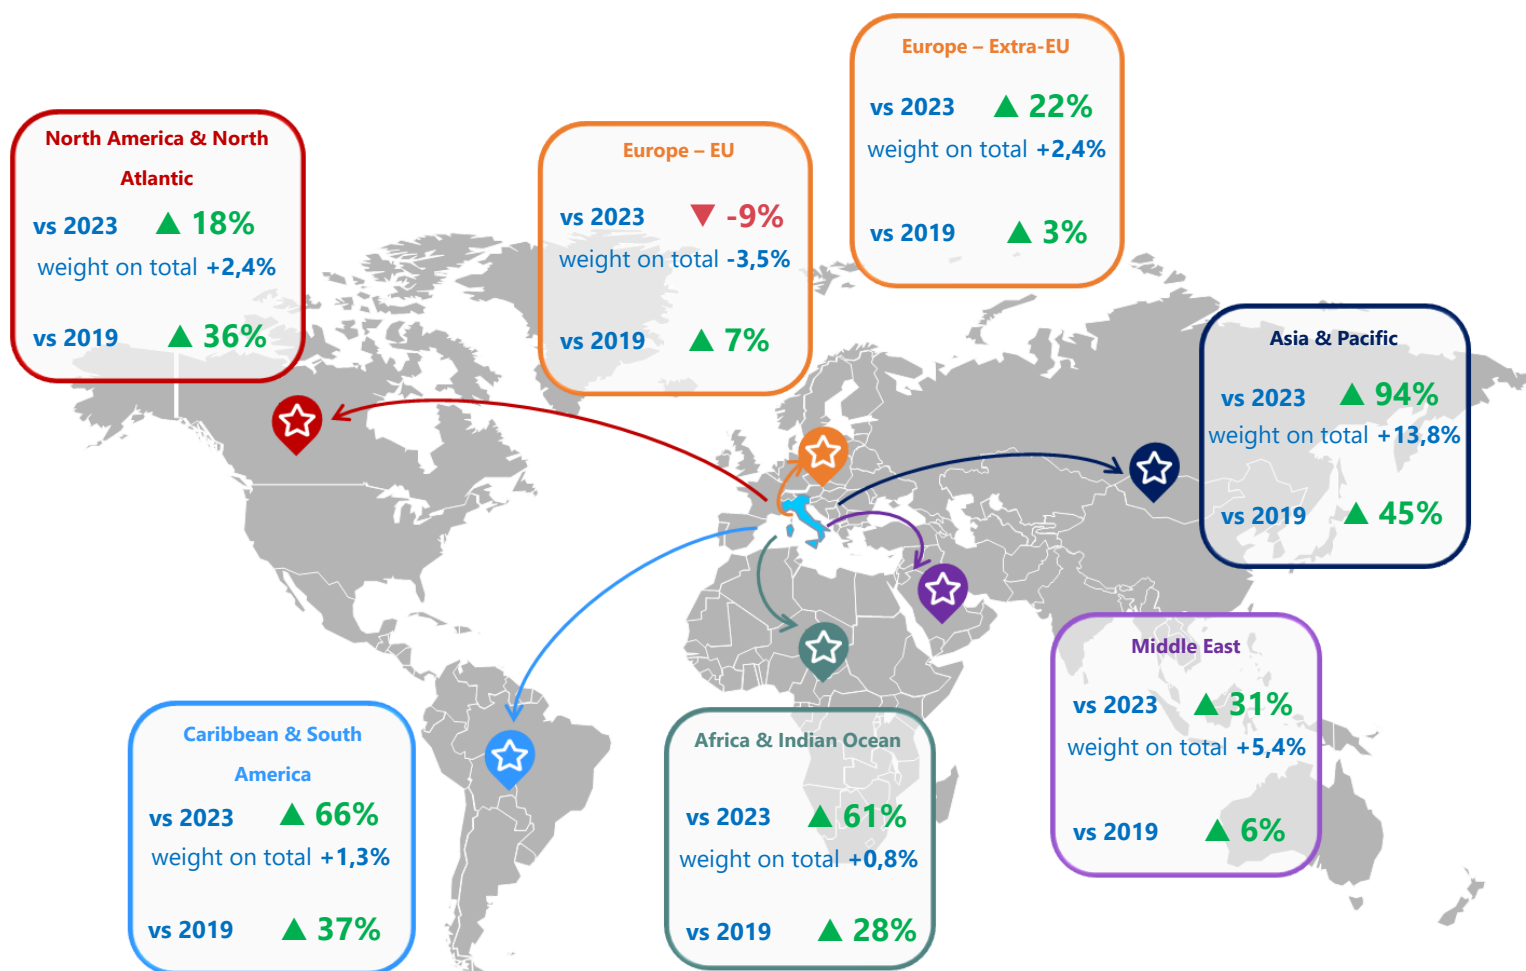 Europe – Extra-EU
vs 2023 ▲ 22%
weight on total +2,4%
vs 2019 ▲ 3%
North America & North
Atlantic
vs 2023 ▲ 18%
weight on total +2,4%
vs 2019 ▲ 36%
Europe – EU
vs 2023 ▼ -9%
weight on total -3,5%
vs 2019 ▲ 7%
Asia & Pacific
vs 2023 ▲ 94%
weight on total +13,8%
vs 2019 ▲ 45%
Middle East
vs 2023 ▲ 31%
weight on total +5,4%
vs 2019 ▲ 6%
Caribbean & South
America
vs 2023 ▲ 66%
weight on total +1,3%
vs 2019 ▲ 37%
Africa & Indian Ocean
vs 2023 ▲ 61%
weight on total +0,8%
vs 2019 ▲ 28%